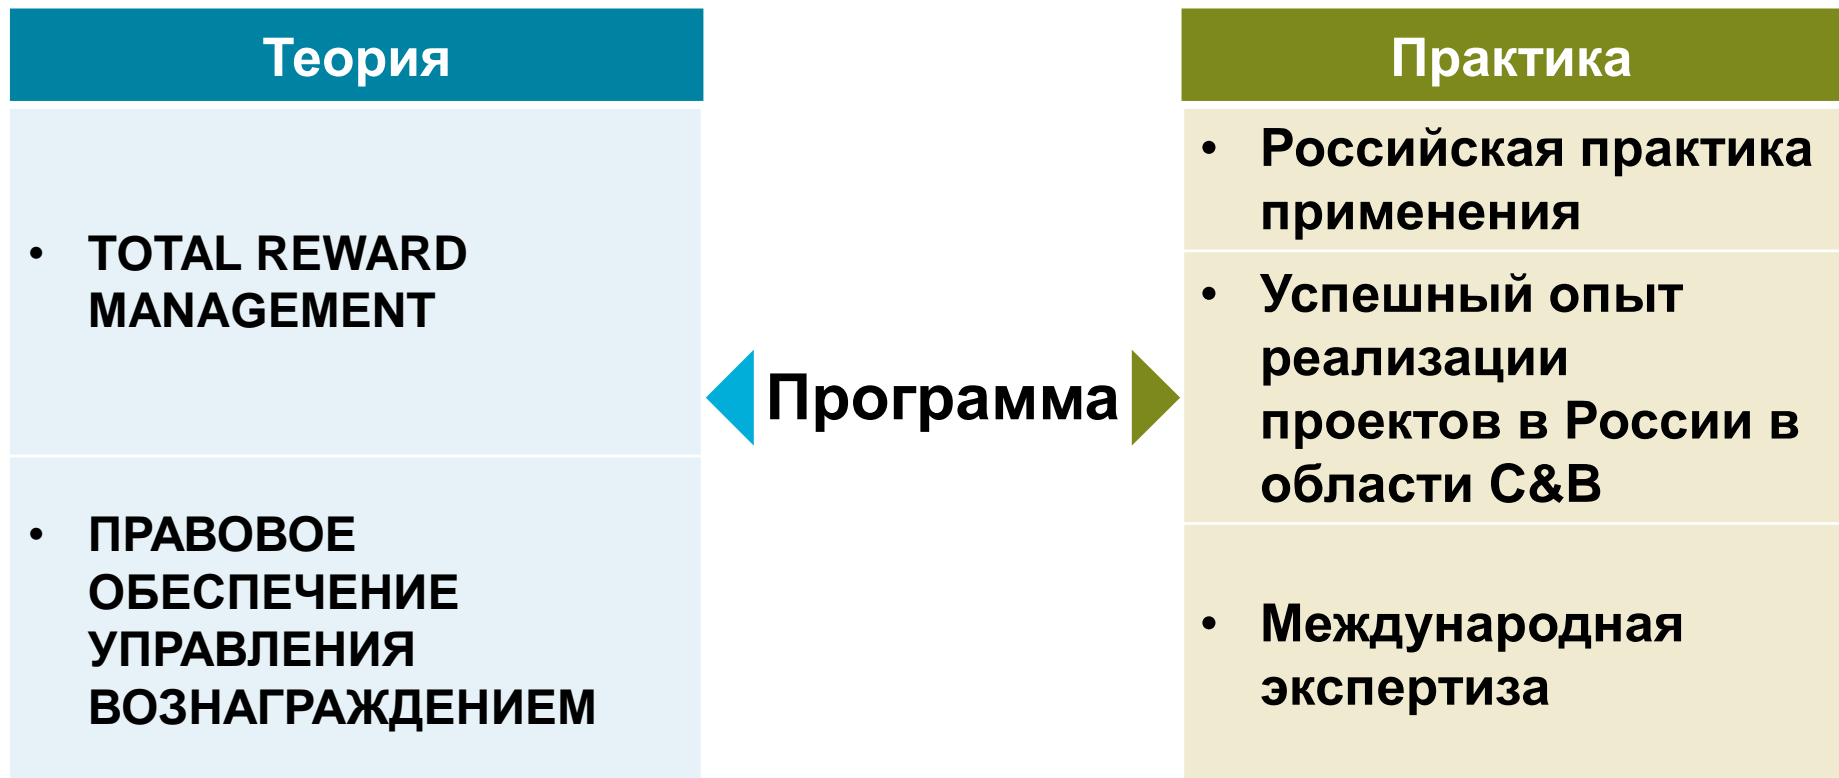 Теория
• TOTAL REWARD
MANAGEMENT
• ПРАВОВОЕ
ОБЕСПЕЧЕНИЕ
УПРАВЛЕНИЯ
ВОЗНАГРАЖДЕНИЕМ
Программа
Практика
• Российская практика
применения
• Успешный опыт
реализации
проектов в России в
области C&B
• Международная
экспертиза